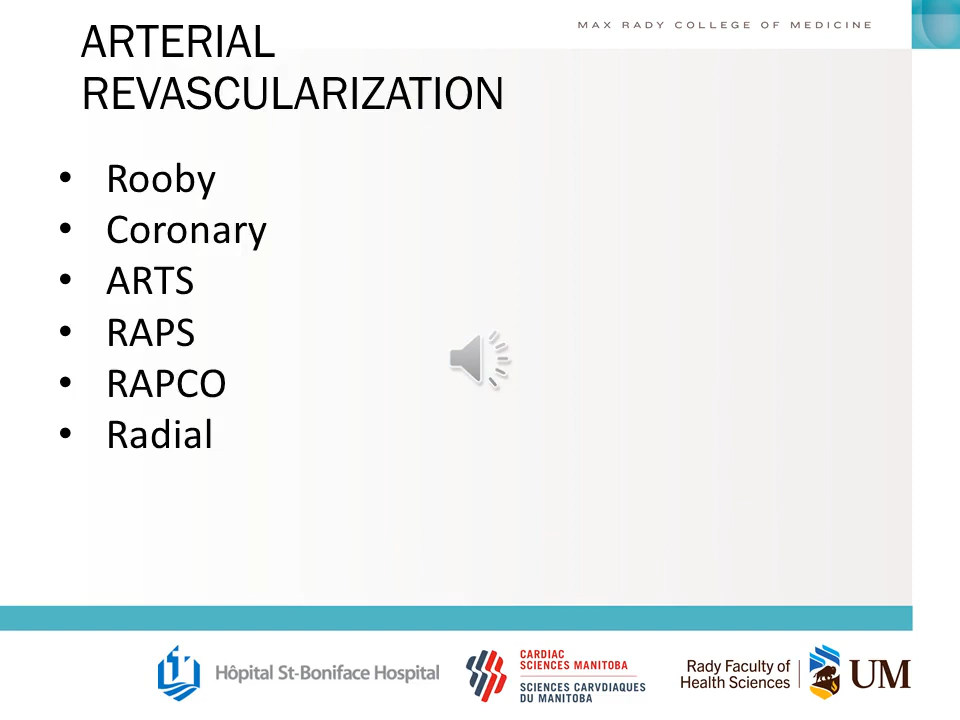 MAX RADY COLLEGE OF MEDICINE
ARTERIAL
REVASCULARIZATION
• Rooby
• Coronary
• ARTS
• RAPS
• RAPCO
• Radial
Hôpital St-Boniface Hospital
CARDIAC
SCIENCES MANITOBA
SCIENCES CARVDIAQUES
DU MANITOBA
Rady Faculty of
Health Sciences
UM